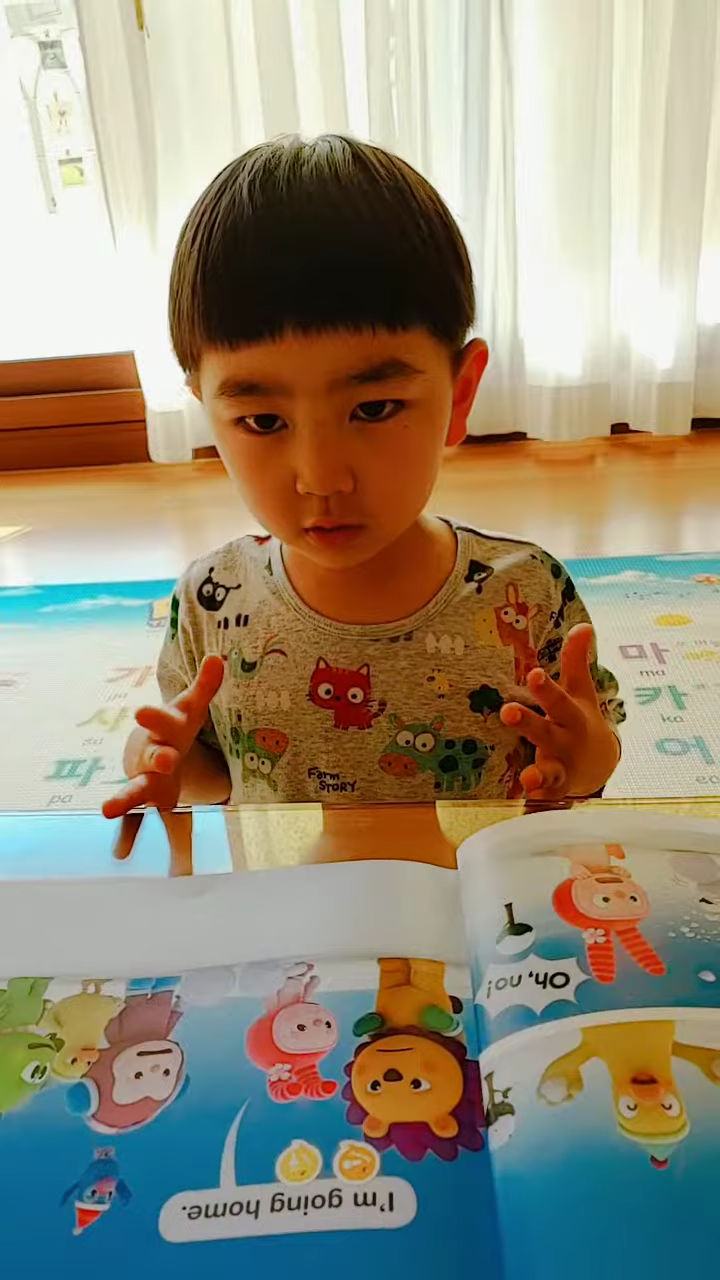 Farm
STORY
가
사
파
pa
마
ma
카
ka
어
Oh, no!
I'm going home.